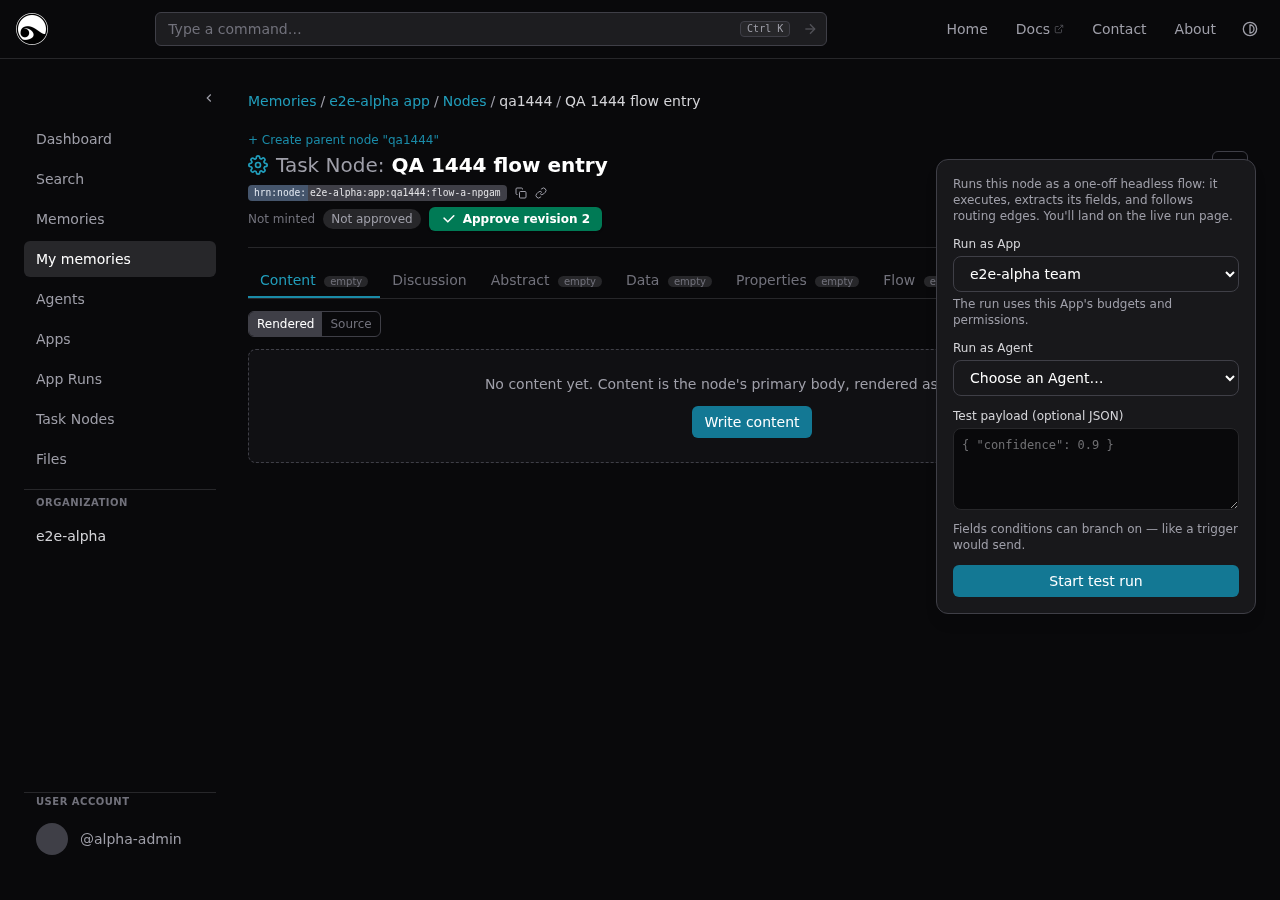 Type a command... Ctrl K
Home Docs Contact About
Memories / e2e-alpha app / Nodes / qa1444 / QA 1444 flow entry
Dashboard
Search
Memories
My memories
Agents
Apps
App Runs
Task Nodes
Files
ORGANIZATION
e2e-alpha
USER ACCOUNT
@alpha-admin
+ Create parent node "qa1444"
Task Node: QA 1444 flow entry
hrn:node: e2e-alpha:app:qa1444:flow-a-npgam
Not minted Not approved Approve revision 2
Content empty Discussion Abstract empty Data empty Properties empty Flow
Rendered Source
No content yet. Content is the node's primary body, rendered as
Write content
Runs this node as a one-off headless flow: it
executes, extracts its fields, and follows
routing edges. You'll land on the live run page.
Run as App
e2e-alpha team
The run uses this App's budgets and
permissions.
Run as Agent
Choose an Agent...
Test payload (optional JSON)
{ "confidence": 0.9 }
Fields conditions can branch on — like a trigger
would send.
Start test run